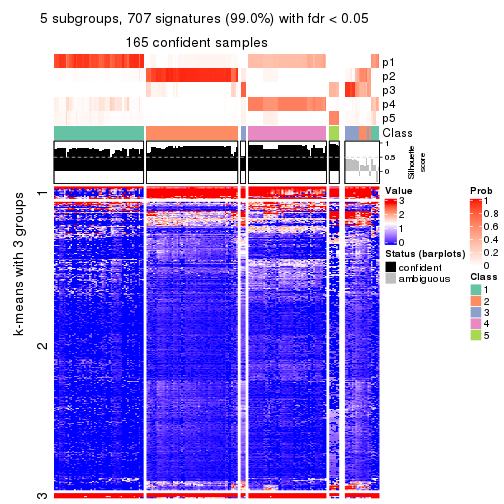 5 subgroups, 707 signatures (99.0%) with fdr < 0.05
165 confident samples
p1
p2
p3
p4
p5
Class
1
0.5
0
Silhouette
score
k-means with 3 groups
1
2
3
Value
3
2
1
0
Status (barplots)
confident
ambiguous
Prob
1
0.8
0.6
0.4
0.2
0
Class
1
2
3
4
5